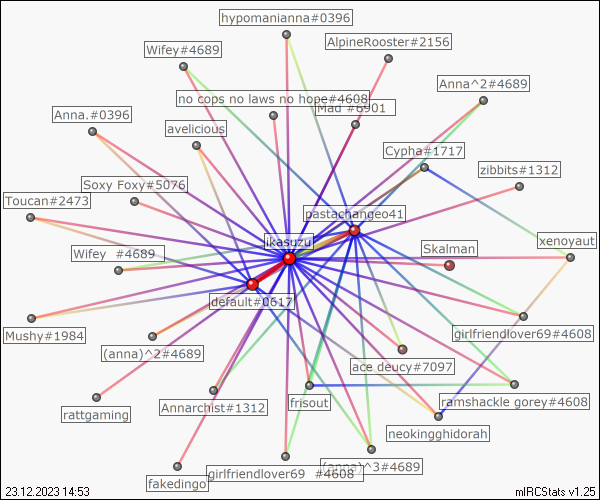 hypomanianna#0396
AlpineRooster#2156
Wifey#4689
Anna^2#4689
no cops no laws no hope#4608
Mad #6901
Anna.#0396
avelicious
Cypha#1717
zibbits#1312
Soxy Foxy#5076
Toucan#2473
pastachangeo41
ikasuzu
xenoyaut
Wifey  #4689
Skalman
default#0617
girlfriendlover69#4608
Mushy#1984
(anna)^2#4689
ace deucy#7097
rattgaming
Annarchist#1312
frisout
ramshackle gorey#4608
neokingghidorah
(anna)^3#4689
girlfriendlover69  #4608
fakedingo
23.12.2023 14:53
mIRCStats v1.25